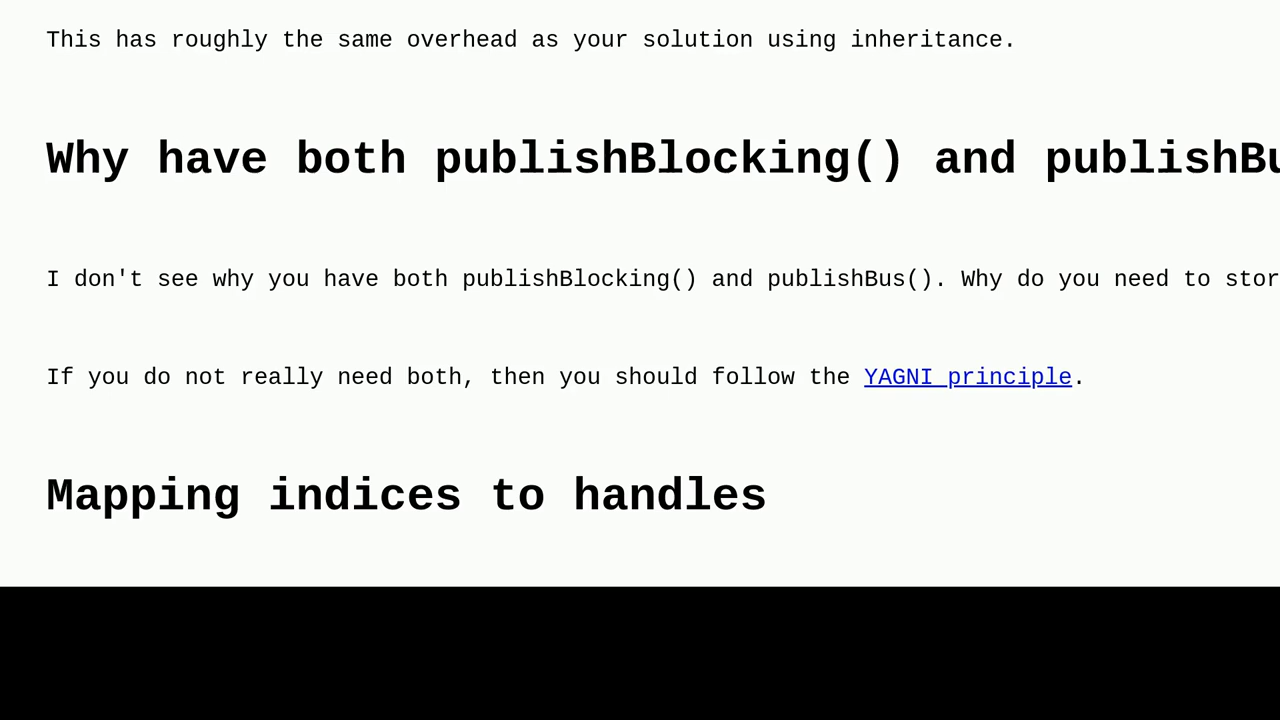 This has roughly the same overhead as your solution using inheritance.
Why have both publishBlocking() and
I don't see why you have both publishBlocking() and publishBus(). Why do you need to
If you do not really need both, then you should follow the YAGNI principle.
Mapping indices to handles